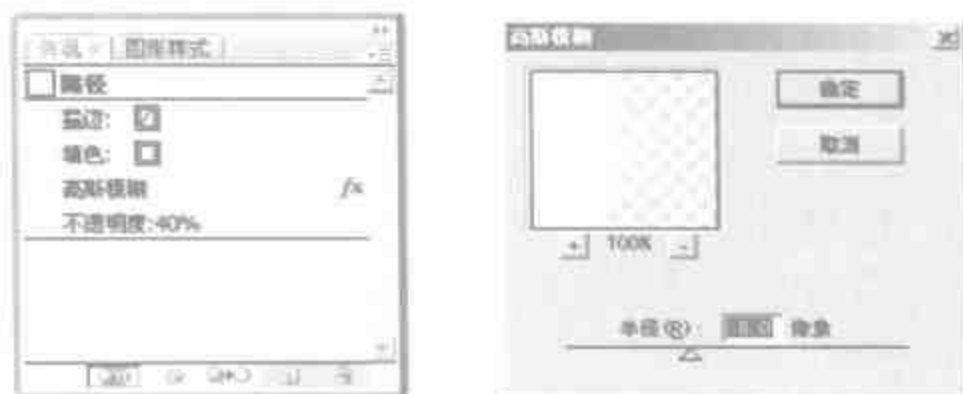 外观 × 图形样式
路径
描边:
填色:
高斯模糊 fx
不透明度:40%
高斯模糊
确定
取消
+ 100% -
半径(R): 像素